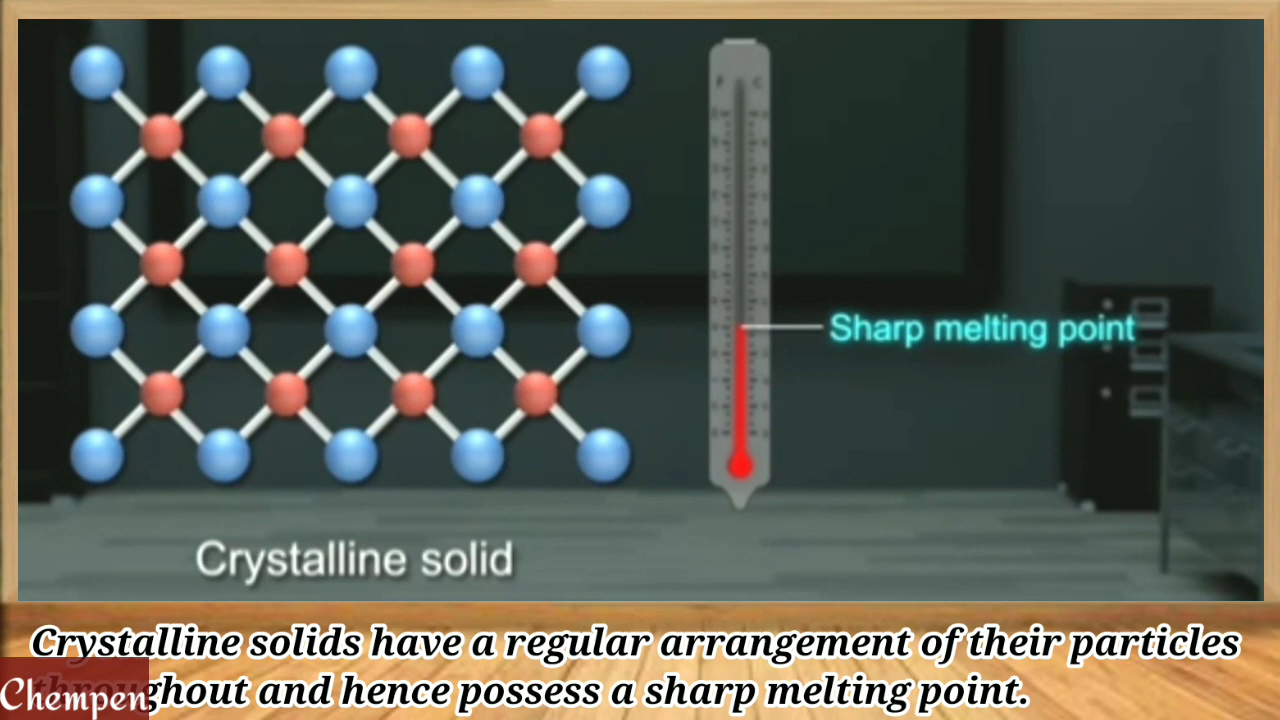 F C
Sharp melting point
Crystalline solid
Crystalline solids have a regular arrangement of their particles
throughout and hence possess a sharp melting point.
Chempen